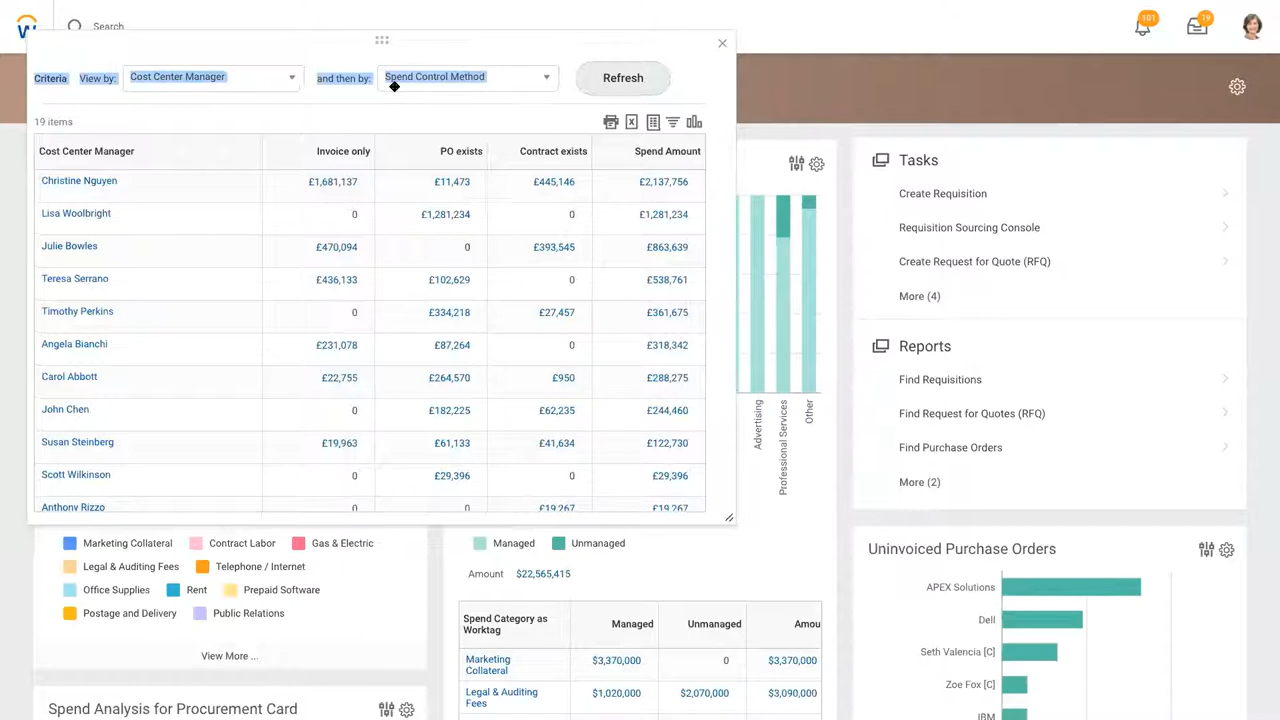 Search
101
19
Criteria View by: Cost Center Manager and then by: Spend Control Method Refresh
19 items
Cost Center Manager Invoice only PO exists Contract exists Spend Amount
Christine Nguyen £1,681,137 £11,473 £445,146 £2,137,756
Lisa Woolbright 0 £1,281,234 0 £1,281,234
Julie Bowles £470,094 0 £393,545 £863,639
Teresa Serrano £436,133 £102,629 0 £538,761
Timothy Perkins 0 £334,218 £27,457 £361,675
Angela Bianchi £231,078 £87,264 0 £318,342
Carol Abbott £22,755 £264,570 £950 £288,275
John Chen 0 £182,225 £62,235 £244,460
Susan Steinberg £19,963 £61,133 £41,634 £122,730
Scott Wilkinson 0 £29,396 0 £29,396
Anthony Rizzo 0 0 £19,267 £19,267
Advertising
Professional Services
Other
Tasks
Create Requisition
Requisition Sourcing Console
Create Request for Quote (RFQ)
More (4)
Reports
Find Requisitions
Find Request for Quotes (RFQ)
Find Purchase Orders
More (2)
Marketing Collateral Contract Labor Gas & Electric
Legal & Auditing Fees Telephone / Internet
Office Supplies Rent Prepaid Software
Postage and Delivery Public Relations
View More ...
Spend Analysis for Procurement Card
Managed Unmanaged
Amount $22,565,415
Spend Category as
Worktag
Managed Unmanaged Amou
Marketing
Collateral
$3,370,000 0 $3,370,000
Legal & Auditing
Fees
$1,020,000 $2,070,000 $3,090,000
Uninvoiced Purchase Orders
APEX Solutions
Dell
Seth Valencia [C]
Zoe Fox [C]
IBM